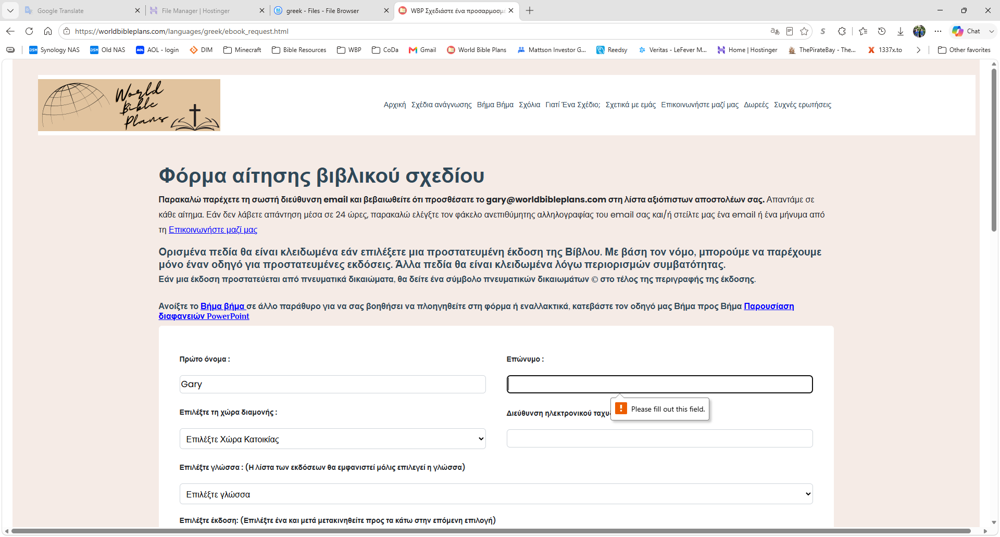 Google Translate
File Manager | Hostinger
greek - Files - File Browser
WBP Σχεδιάστε ένα προσαρμοσμέ
https://worldbibleplans.com/languages/greek/ebook_request.html
Chat
Synology NAS
Old NAS
AOL - login
DIM
Minecraft
Bible Resources
WBP
CoDa
Gmail
World Bible Plans
Mattson Investor G...
Reedsy
Veritas - LeFever M...
Home | Hostinger
ThePirateBay - The...
1337x.to
Other favorites
World
Bible
Plans
Αρχική Σχέδια ανάγνωσης Βήμα Βήμα Σχόλια Γιατί Ένα Σχέδιο; Σχετικά με εμάς Επικοινωνήστε μαζί μας Δωρεές Συχνές ερωτήσεις
Φόρμα αίτησης βιβλικού σχεδίου
Παρακαλώ παρέχετε τη σωστή διεύθυνση email και βεβαιωθείτε ότι προσθέσατε το gary@worldbibleplans.com στη λίστα αξιόπιστων αποστολέων σας. Απαντάμε σε
κάθε αίτημα. Εάν δεν λάβετε απάντηση μέσα σε 24 ώρες, παρακαλώ ελέγξτε τον φάκελο ανεπιθύμητης αλληλογραφίας του email σας και/ή στείλτε μας ένα email ή ένα μήνυμα από
τη Επικοινωνήστε μαζί μας
Ορισμένα πεδία θα είναι κλειδωμένα εάν επιλέξετε μια προστατευμένη έκδοση της Βίβλου. Με βάση τον νόμο, μπορούμε να παρέχουμε
μόνο έναν οδηγό για προστατευμένες εκδόσεις. Άλλα πεδία θα είναι κλειδωμένα λόγω περιορισμών συμβατότητας.
Εάν μια έκδοση προστατεύεται από πνευματικά δικαιώματα, θα δείτε ένα σύμβολο πνευματικών δικαιωμάτων © στο τέλος της περιγραφής της έκδοσης.
Ανοίξτε το Βήμα βήμα σε άλλο παράθυρο για να σας βοηθήσει να πλοηγηθείτε στη φόρμα ή εναλλακτικά, κατεβάστε τον οδηγό μας Βήμα προς Βήμα Παρουσίαση
διαφανειών PowerPoint
Πρώτο όνομα :
Επώνυμο :
Gary
Please fill out this field.
Επιλέξτε τη χώρα διαμονής :
Διεύθυνση ηλεκτρονικού ταχυδ
Επιλέξτε Χώρα Κατοικίας
Επιλέξτε γλώσσα : (Η λίστα των εκδόσεων θα εμφανιστεί μόλις επιλεγεί η γλώσσα)
Επιλέξτε γλώσσα
Επιλέξτε έκδοση: (Επιλέξτε ένα και μετά μετακινηθείτε προς τα κάτω στην επόμενη επιλογή)